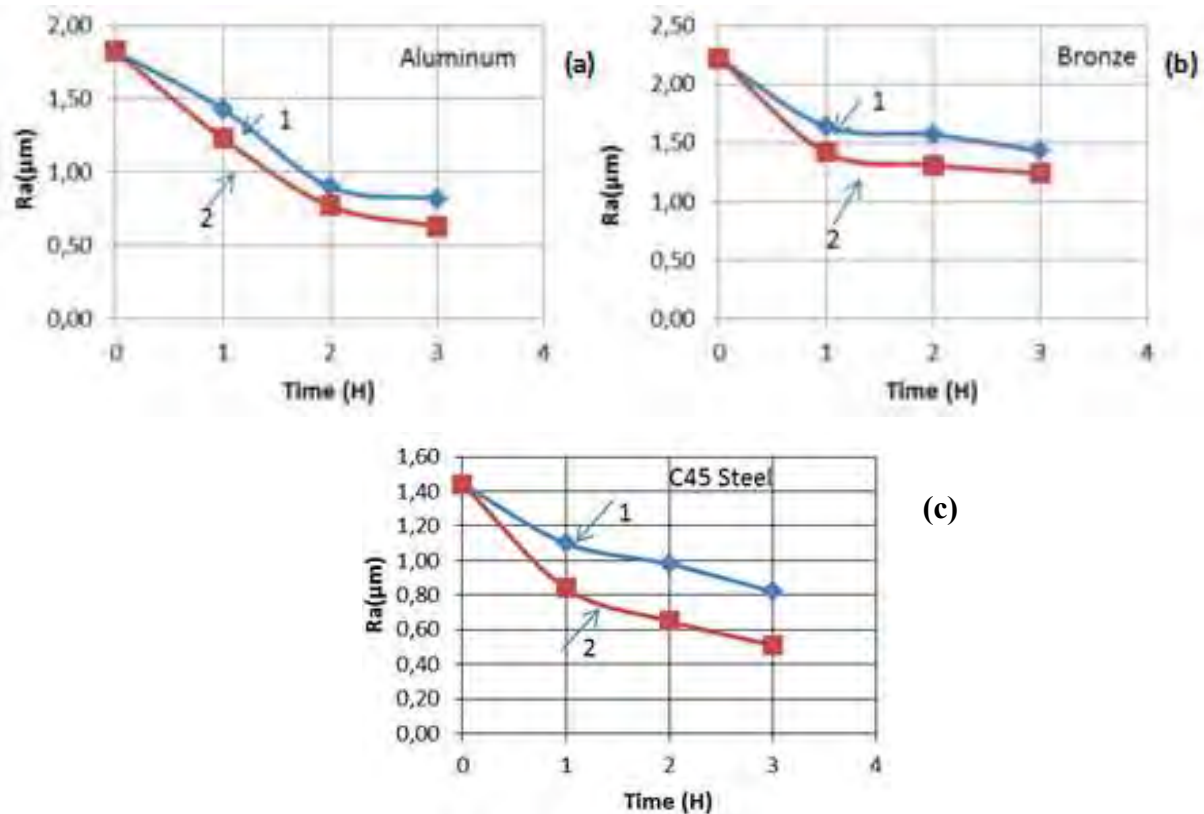 Aluminum
(a)
Ra(µm)
2,00
1,50
1,00
0,50
0,00
0 1 2 3 4
Time (H)
1
2
Bronze
(b)
Ra(µm)
2,50
2,00
1,50
1,00
0,50
0,00
0 1 2 3 4
Time (H)
1
2
C45 Steel
(c)
Ra(µm)
1,60
1,40
1,20
1,00
0,80
0,60
0,40
0,20
0,00
0 1 2 3 4
Time (H)
1
2